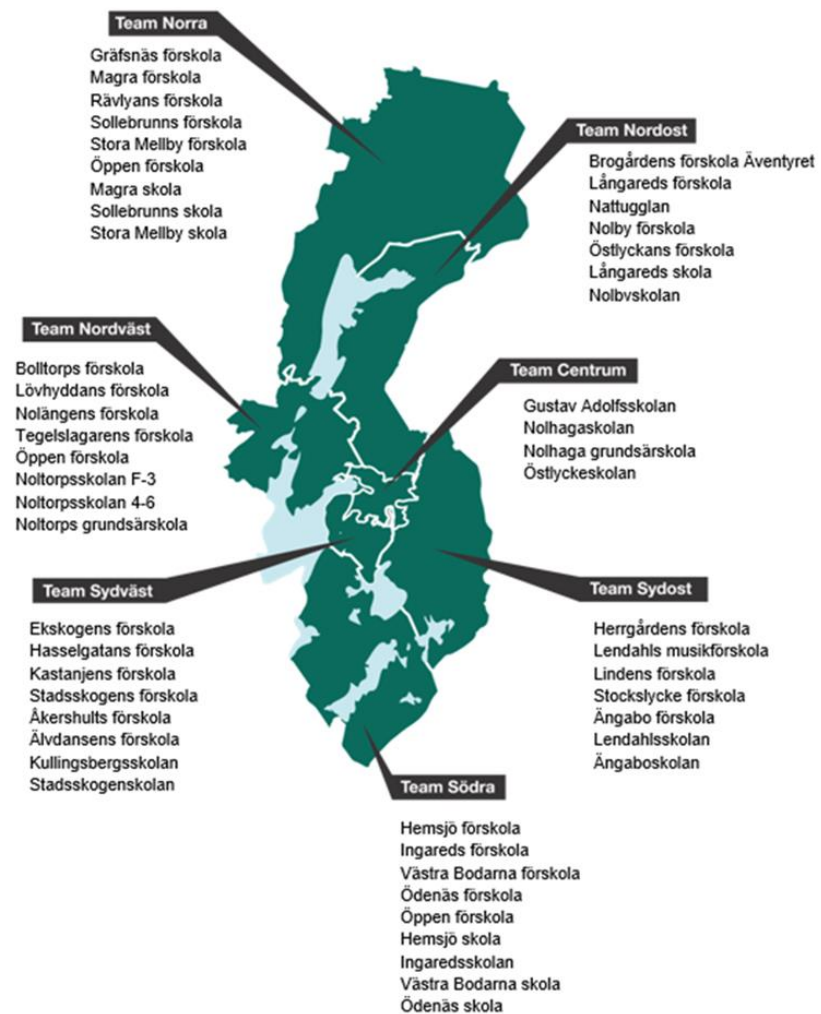 Team Norra
Gräfsnäs förskola
Magra förskola
Rävlyans förskola
Sollebrunns förskola
Stora Mellby förskola
Öppen förskola
Magra skola
Sollebrunns skola
Stora Mellby skola
Team Nordost
Brogårdens förskola Äventyret
Långareds förskola
Nattugglan
Nolby förskola
Östlyckans förskola
Långareds skola
Nolbvskolan
Team Nordväst
Bolltorps förskola
Lövhyddans förskola
Nolängens förskola
Tegelslagarens förskola
Öppen förskola
Noltorpsskolan F-3
Noltorpsskolan 4-6
Noltorps grundsärskola
Team Centrum
Gustav Adolfsskolan
Nolhagaskolan
Nolhaga grundsärskola
Östlyckeskolan
Team Sydväst
Ekskogens förskola
Hasselgatans förskola
Kastanjens förskola
Stadsskogens förskola
Åkershults förskola
Älvdansens förskola
Kullingsbergsskolan
Stadsskogenskolan
Team Sydost
Herrgårdens förskola
Lendahls musikförskola
Lindens förskola
Stockslycke förskola
Ängabo förskola
Lendahlsskolan
Ängaboskolan
Team Södra
Hemsjö förskola
Ingareds förskola
Västra Bodarna förskola
Ödenäs förskola
Öppen förskola
Hemsjö skola
Ingaredsskolan
Västra Bodarna skola
Ödenäs skola